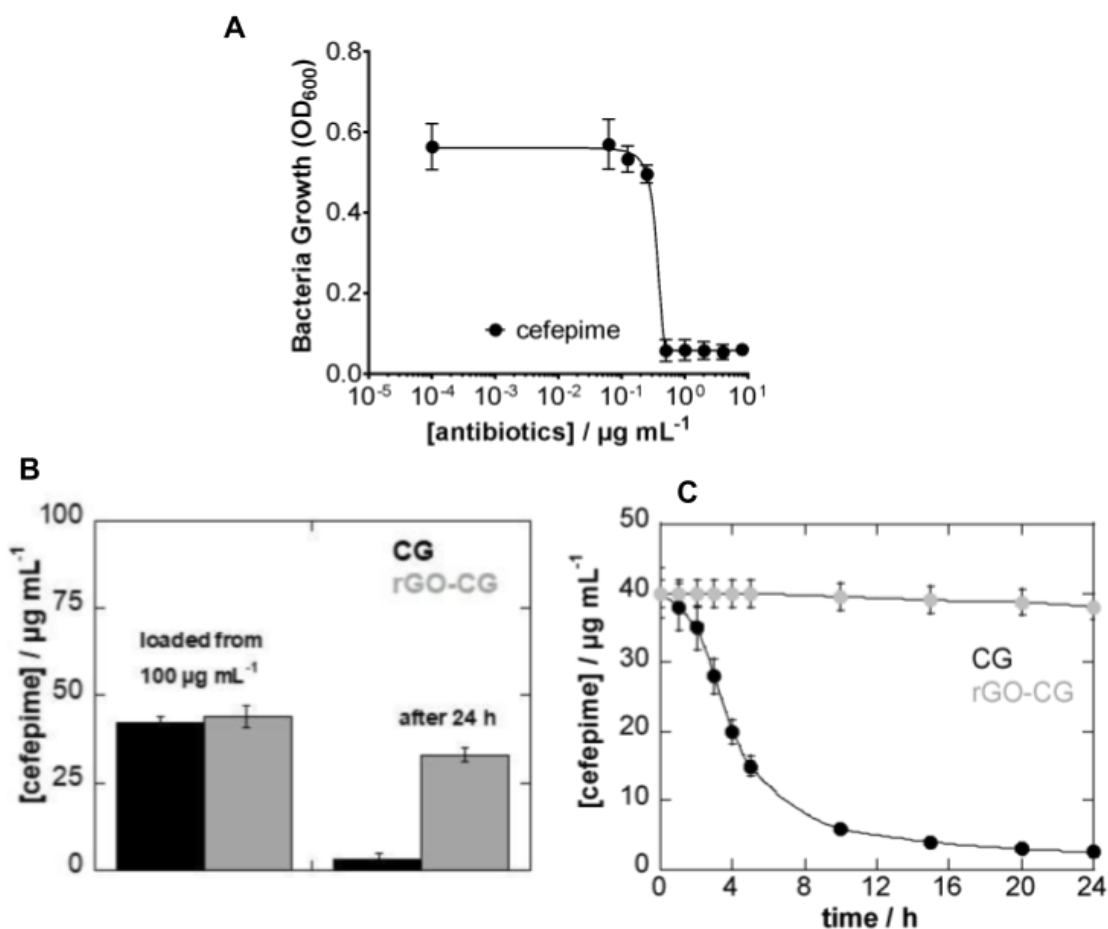 A
0.8
0.6
0.4
0.2
0.0
Bacteria Growth (OD₆₀₀)
cefepime
10⁻⁵ 10⁻⁴ 10⁻³ 10⁻² 10⁻¹ 10⁰ 10¹
[antibiotics] / µg mL⁻¹
B
100
75
50
25
0
[cefepime] / µg mL⁻¹
CG
rGO-CG
loaded from
100 µg mL⁻¹
after 24 h
C
50
40
30
20
10
0
[cefepime] / µg mL⁻¹
CG
rGO-CG
0 4 8 12 16 20 24
time / h